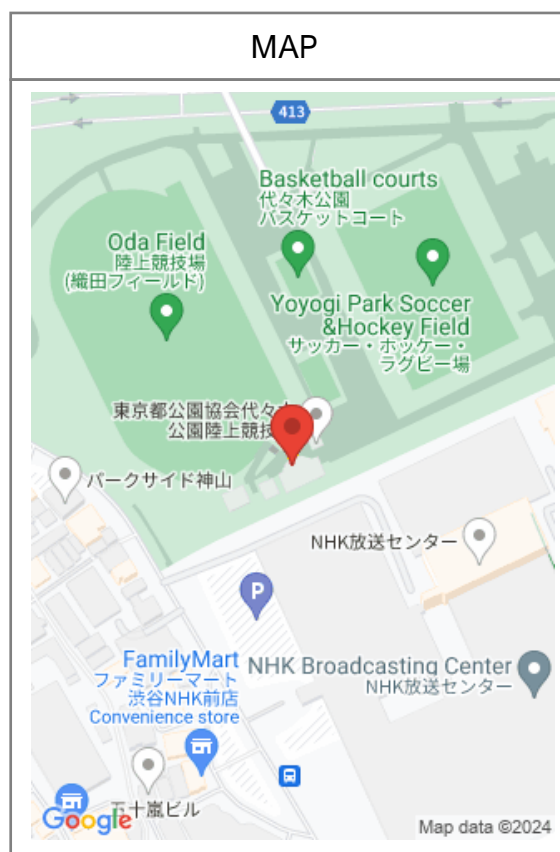 MAP
413
Basketball courts
代々木公園
バスケットコート
Oda Field
陸上競技場
(織田フィールド)
Yoyogi Park Soccer
&Hockey Field
サッカー・ホッケー・
ラグビー場
東京都公園協会代々木
公園陸上競技
パークサイド神山
NHK放送センター
P
FamilyMart
ファミリーマート
渋谷NHK前店
Convenience store
NHK Broadcasting Center
NHK放送センター
五十嵐ビル
Google
Map data ©2024